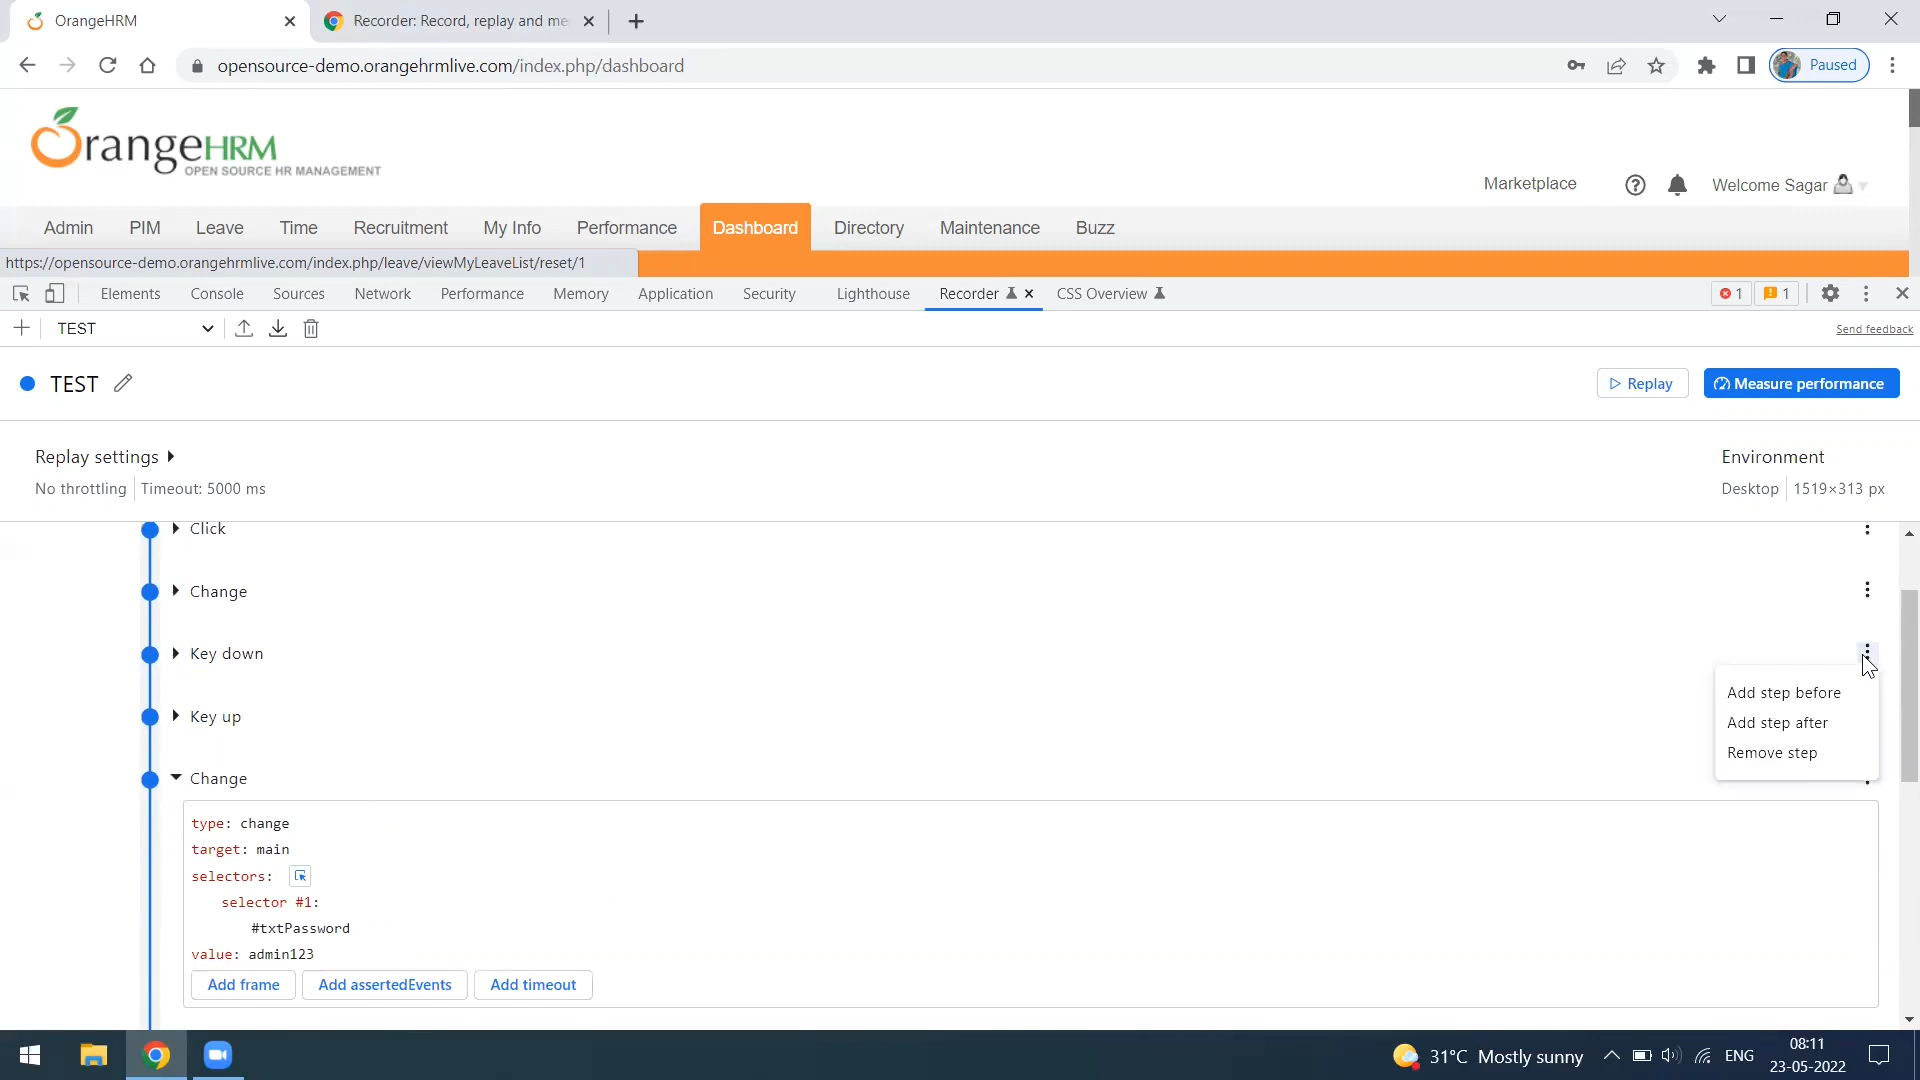 OrangeHRM
Recorder: Record, replay and me
opensource-demo.orangehrmlive.com/index.php/dashboard
Paused
OrangeHRM
OPEN SOURCE HR MANAGEMENT
Marketplace
Welcome Sagar
Admin PIM Leave Time Recruitment My Info Performance Dashboard Directory Maintenance Buzz
https://opensource-demo.orangehrmlive.com/index.php/leave/viewMyLeaveList/reset/1
Elements Console Sources Network Performance Memory Application Security Lighthouse Recorder CSS Overview 1 1
TEST
Send feedback
TEST
Replay
Measure performance
Replay settings
Environment
No throttling Timeout: 5000 ms
Desktop 1519×313 px
Click
Change
Key down
Add step before
Add step after
Remove step
Key up
Change
type: change
target: main
selectors:
selector #1:
#txtPassword
value: admin123
Add frame Add assertedEvents Add timeout
31°C Mostly sunny
ENG
08:11
23-05-2022